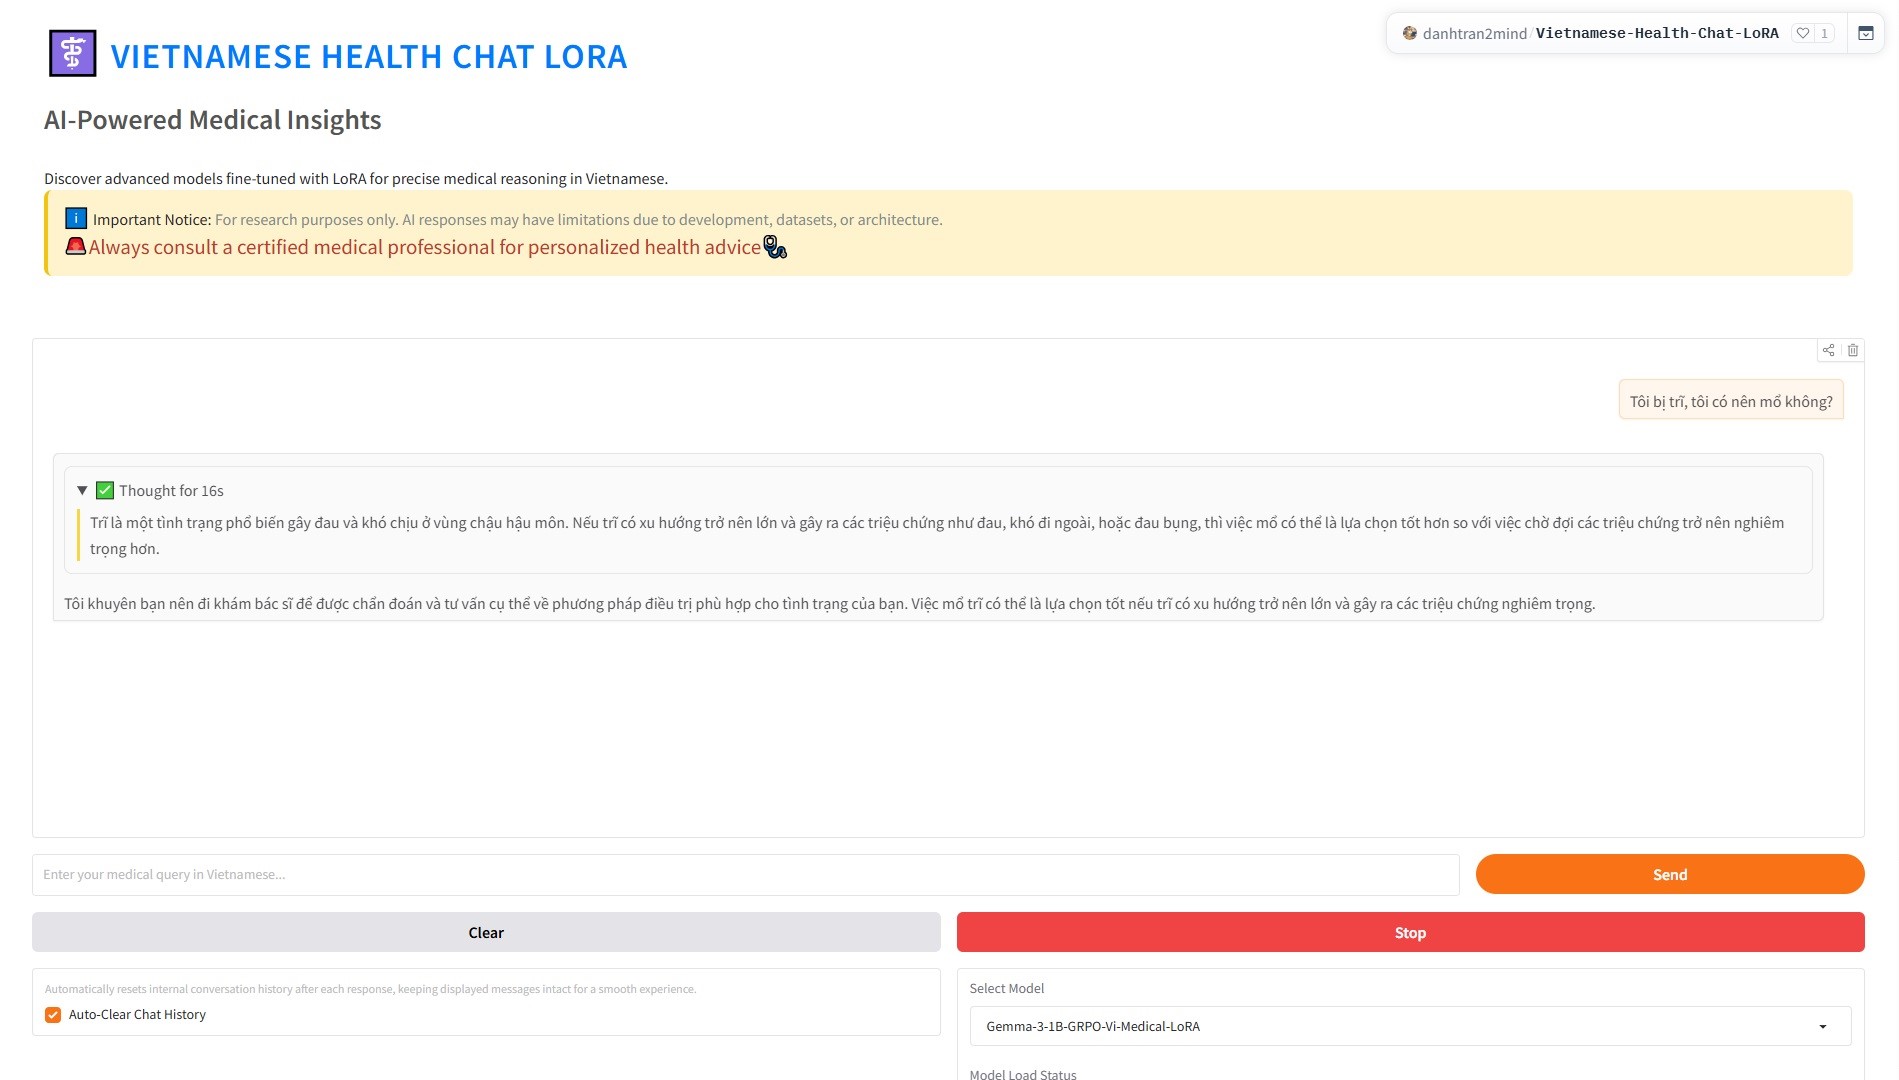 VIETNAMESE HEALTH CHAT LORA
danhtran2mind/Vietnamese-Health-Chat-LoRA 1
AI-Powered Medical Insights
Discover advanced models fine-tuned with LoRA for precise medical reasoning in Vietnamese.
Important Notice: For research purposes only. AI responses may have limitations due to development, datasets, or architecture.
Always consult a certified medical professional for personalized health advice
Tôi bị trĩ, tôi có nên mổ không?
Thought for 16s
Trĩ là một tình trạng phổ biến gây đau và khó chịu ở vùng chậu hậu môn. Nếu trĩ có xu hướng trở nên lớn và gây ra các triệu chứng như đau, khó đi ngoài, hoặc đau bụng, thì việc mổ có thể là lựa chọn tốt hơn so với việc chờ đợi các triệu chứng trở nên nghiêm
trọng hơn.
Tôi khuyên bạn nên đi khám bác sĩ để được chẩn đoán và tư vấn cụ thể về phương pháp điều trị phù hợp cho tình trạng của bạn. Việc mổ trĩ có thể là lựa chọn tốt nếu trĩ có xu hướng trở nên lớn và gây ra các triệu chứng nghiêm trọng.
Enter your medical query in Vietnamese...
Send
Clear
Stop
Automatically resets internal conversation history after each response, keeping displayed messages intact for a smooth experience.
Auto-Clear Chat History
Select Model
Gemma-3-1B-GRPO-Vi-Medical-LoRA
Model Load Status